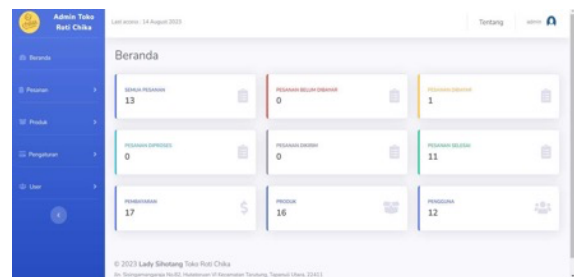 Admin Toko
Roti Chika
Last access : 14 August 2023
Tentang
admin
Beranda
Beranda
SEMUA PESANAN
13
PESANAN BELUM DIBAYAR
0
PESANAN DIBAYAR
1
Pesanan
Produk
PESANAN DIPROSES
0
PESANAN DIKIRIM
0
PESANAN SELESAI
11
Pengaturan
User
PEMBAYARAN
17
PRODUK
16
PENGGUNA
12
© 2023 Lady Sihotang Toko Roti Chika